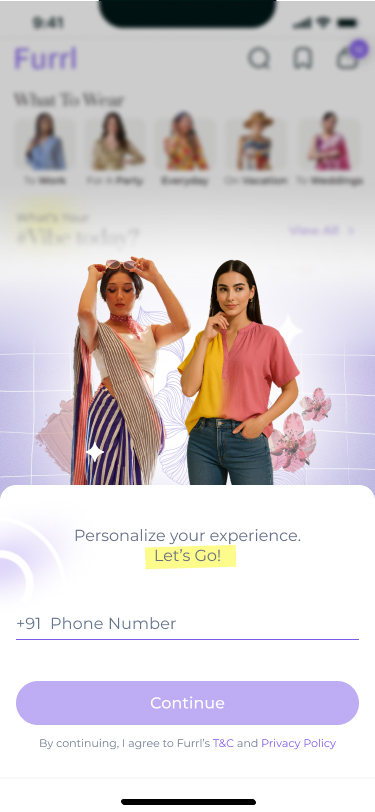 9:41
Furrl
What To Wear
To Work
For A Party
Everyday
On Vacation
To Weddings
What's Your
#Vibe today?
View All
Personalize your experience.
Let's Go!
+91 Phone Number
Continue
By continuing, I agree to Furrl's T&C and Privacy Policy